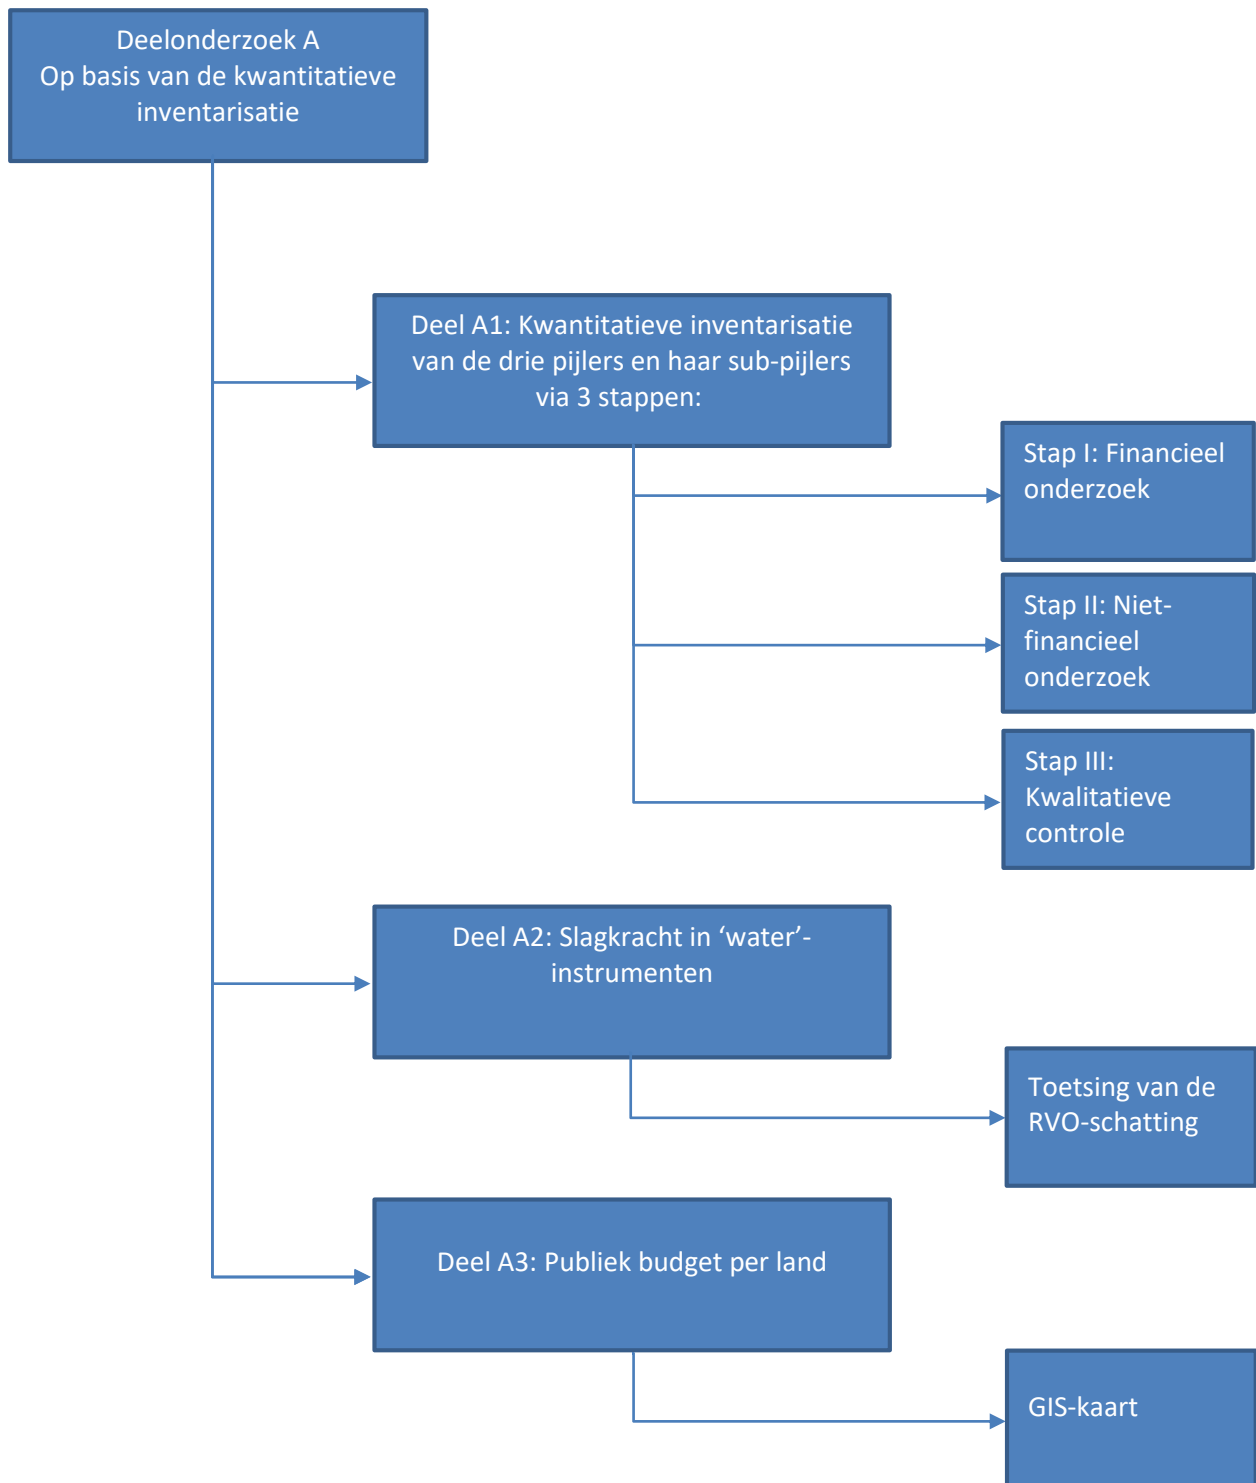 Deelonderzoek A
Op basis van de kwantitatieve
inventarisatie
Deel A1: Kwantitatieve inventarisatie
van de drie pijlers en haar sub-pijlers
via 3 stappen:
Stap I: Financieel
onderzoek
Stap II: Niet-
financieel
onderzoek
Stap III:
Kwalitatieve
controle
Deel A2: Slagkracht in ‘water’-
instrumenten
Toetsing van de
RVO-schatting
Deel A3: Publiek budget per land
GIS-kaart